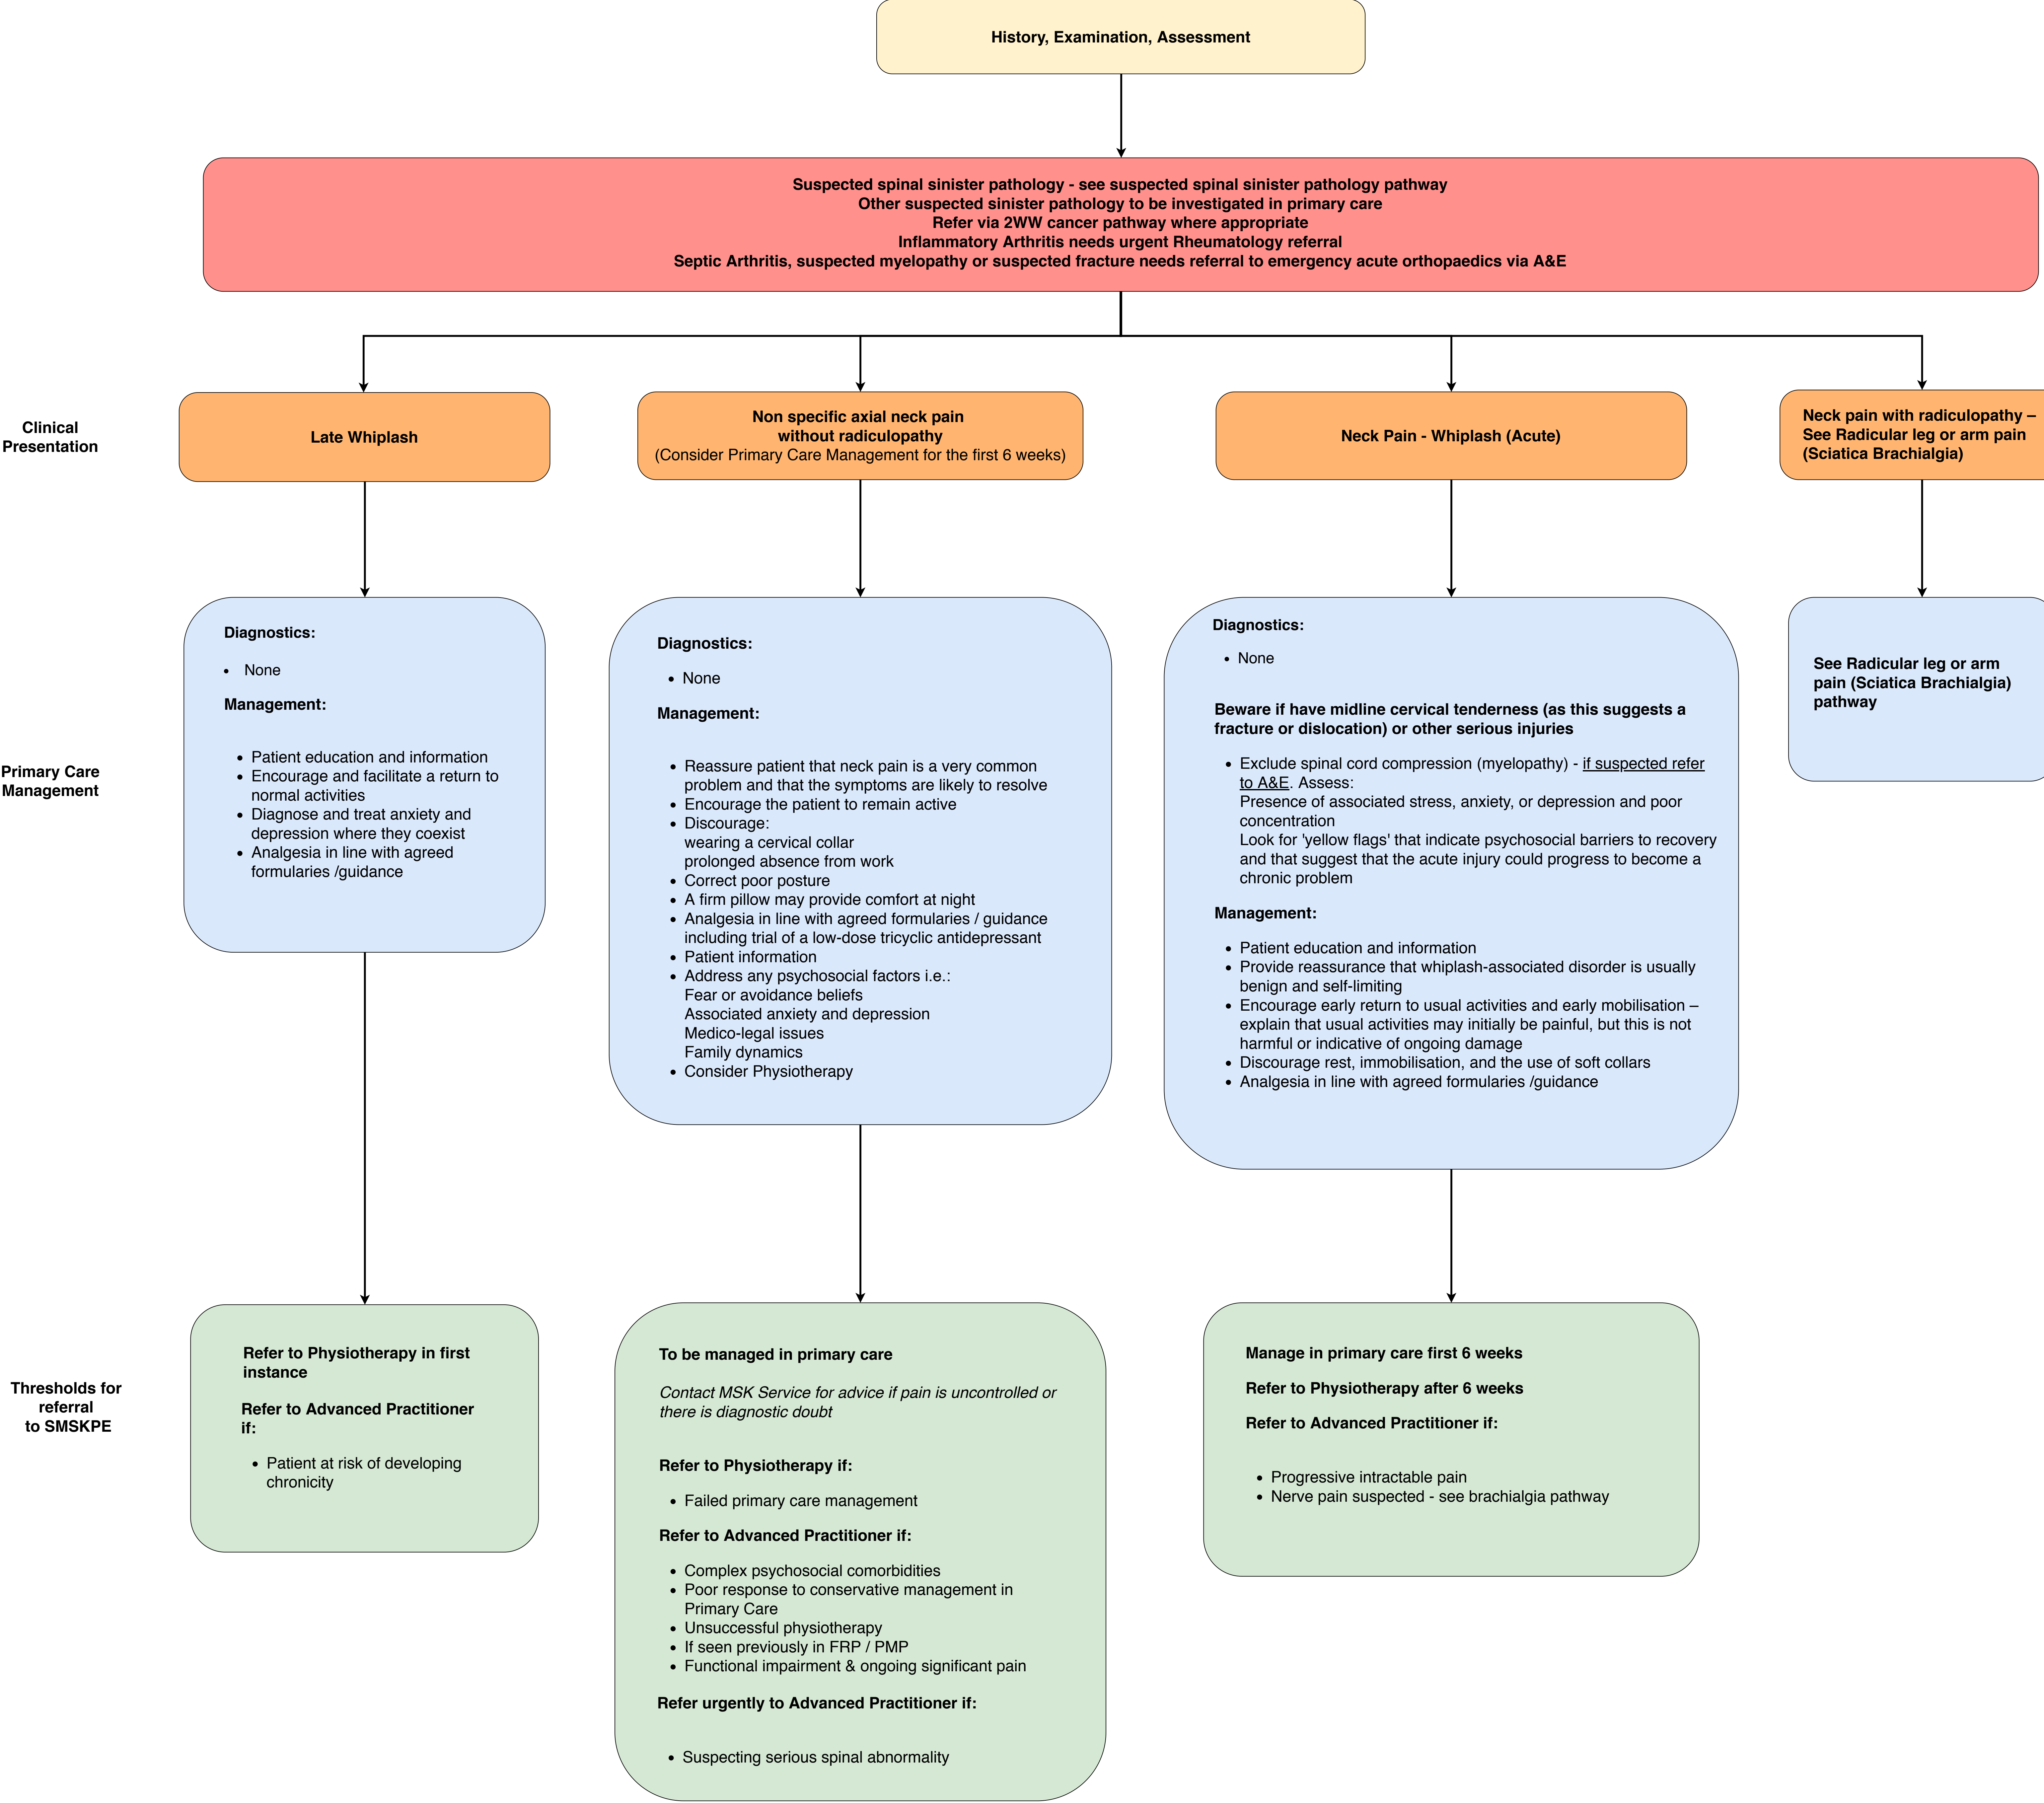 History, Examination, Assessment
Suspected spinal sinister pathology - see suspected spinal sinister pathology pathway
Other suspected sinister pathology to be investigated in primary care
Refer via 2WW cancer pathway where appropriate
Inflammatory Arthritis needs urgent Rheumatology referral
Septic Arthritis, suspected myelopathy or suspected fracture needs referral to emergency acute orthopaedics via A&E
Clinical
Presentation
Late Whiplash
Non specific axial neck pain
without radiculopathy
(Consider Primary Care Management for the first 6 weeks)
Neck Pain - Whiplash (Acute)
Neck pain with radiculopathy –
See Radicular leg or arm pain
(Sciatica Brachialgia)
Primary Care
Management
Diagnostics:
• None
Management:
• Patient education and information
• Encourage and facilitate a return to
normal activities
• Diagnose and treat anxiety and
depression where they coexist
• Analgesia in line with agreed
formularies /guidance
Diagnostics:
• None
Management:
• Reassure patient that neck pain is a very common
problem and that the symptoms are likely to resolve
• Encourage the patient to remain active
• Discourage:
wearing a cervical collar
prolonged absence from work
• Correct poor posture
• A firm pillow may provide comfort at night
• Analgesia in line with agreed formularies / guidance
including trial of a low-dose tricyclic antidepressant
• Patient information
• Address any psychosocial factors i.e.:
Fear or avoidance beliefs
Associated anxiety and depression
Medico-legal issues
Family dynamics
• Consider Physiotherapy
Diagnostics:
• None
Beware if have midline cervical tenderness (as this suggests a
fracture or dislocation) or other serious injuries
• Exclude spinal cord compression (myelopathy) - if suspected refer
to A&E. Assess:
Presence of associated stress, anxiety, or depression and poor
concentration
Look for 'yellow flags' that indicate psychosocial barriers to recovery
and that suggest that the acute injury could progress to become a
chronic problem
Management:
• Patient education and information
• Provide reassurance that whiplash-associated disorder is usually
benign and self-limiting
• Encourage early return to usual activities and early mobilisation –
explain that usual activities may initially be painful, but this is not
harmful or indicative of ongoing damage
• Discourage rest, immobilisation, and the use of soft collars
• Analgesia in line with agreed formularies /guidance
See Radicular leg or arm
pain (Sciatica Brachialgia)
pathway
Thresholds for
referral
to SMSKPE
Refer to Physiotherapy in first
instance
Refer to Advanced Practitioner
if:
• Patient at risk of developing
chronicity
To be managed in primary care
Contact MSK Service for advice if pain is uncontrolled or
there is diagnostic doubt
Refer to Physiotherapy if:
• Failed primary care management
Refer to Advanced Practitioner if:
• Complex psychosocial comorbidities
• Poor response to conservative management in
Primary Care
• Unsuccessful physiotherapy
• If seen previously in FRP / PMP
• Functional impairment & ongoing significant pain
Refer urgently to Advanced Practitioner if:
• Suspecting serious spinal abnormality
Manage in primary care first 6 weeks
Refer to Physiotherapy after 6 weeks
Refer to Advanced Practitioner if:
• Progressive intractable pain
• Nerve pain suspected - see brachialgia pathway